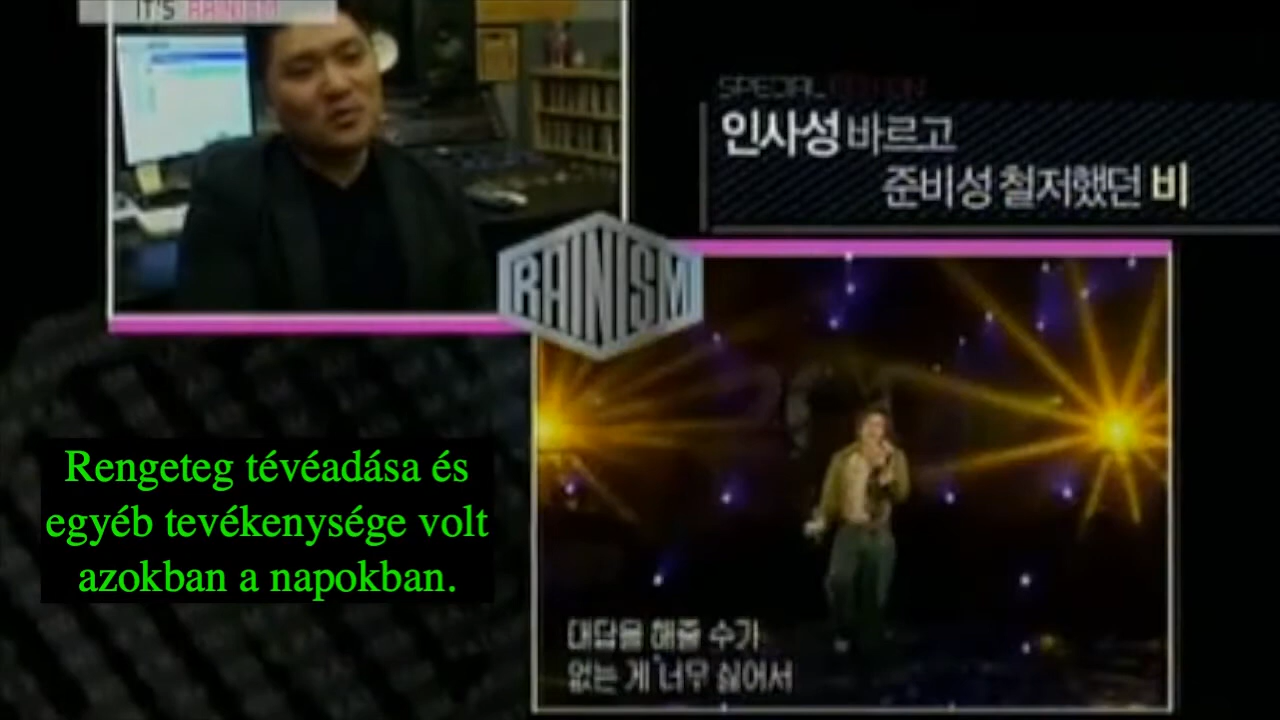 IT'S RAINISM
SPECIAL EDITION
인사성 바르고
준비성 철저했던 비
RAINISM
Rengeteg tévéadása és
egyéb tevékenysége volt
azokban a napokban.
대답을 해줄 수가
없는 게 너무 싫어서